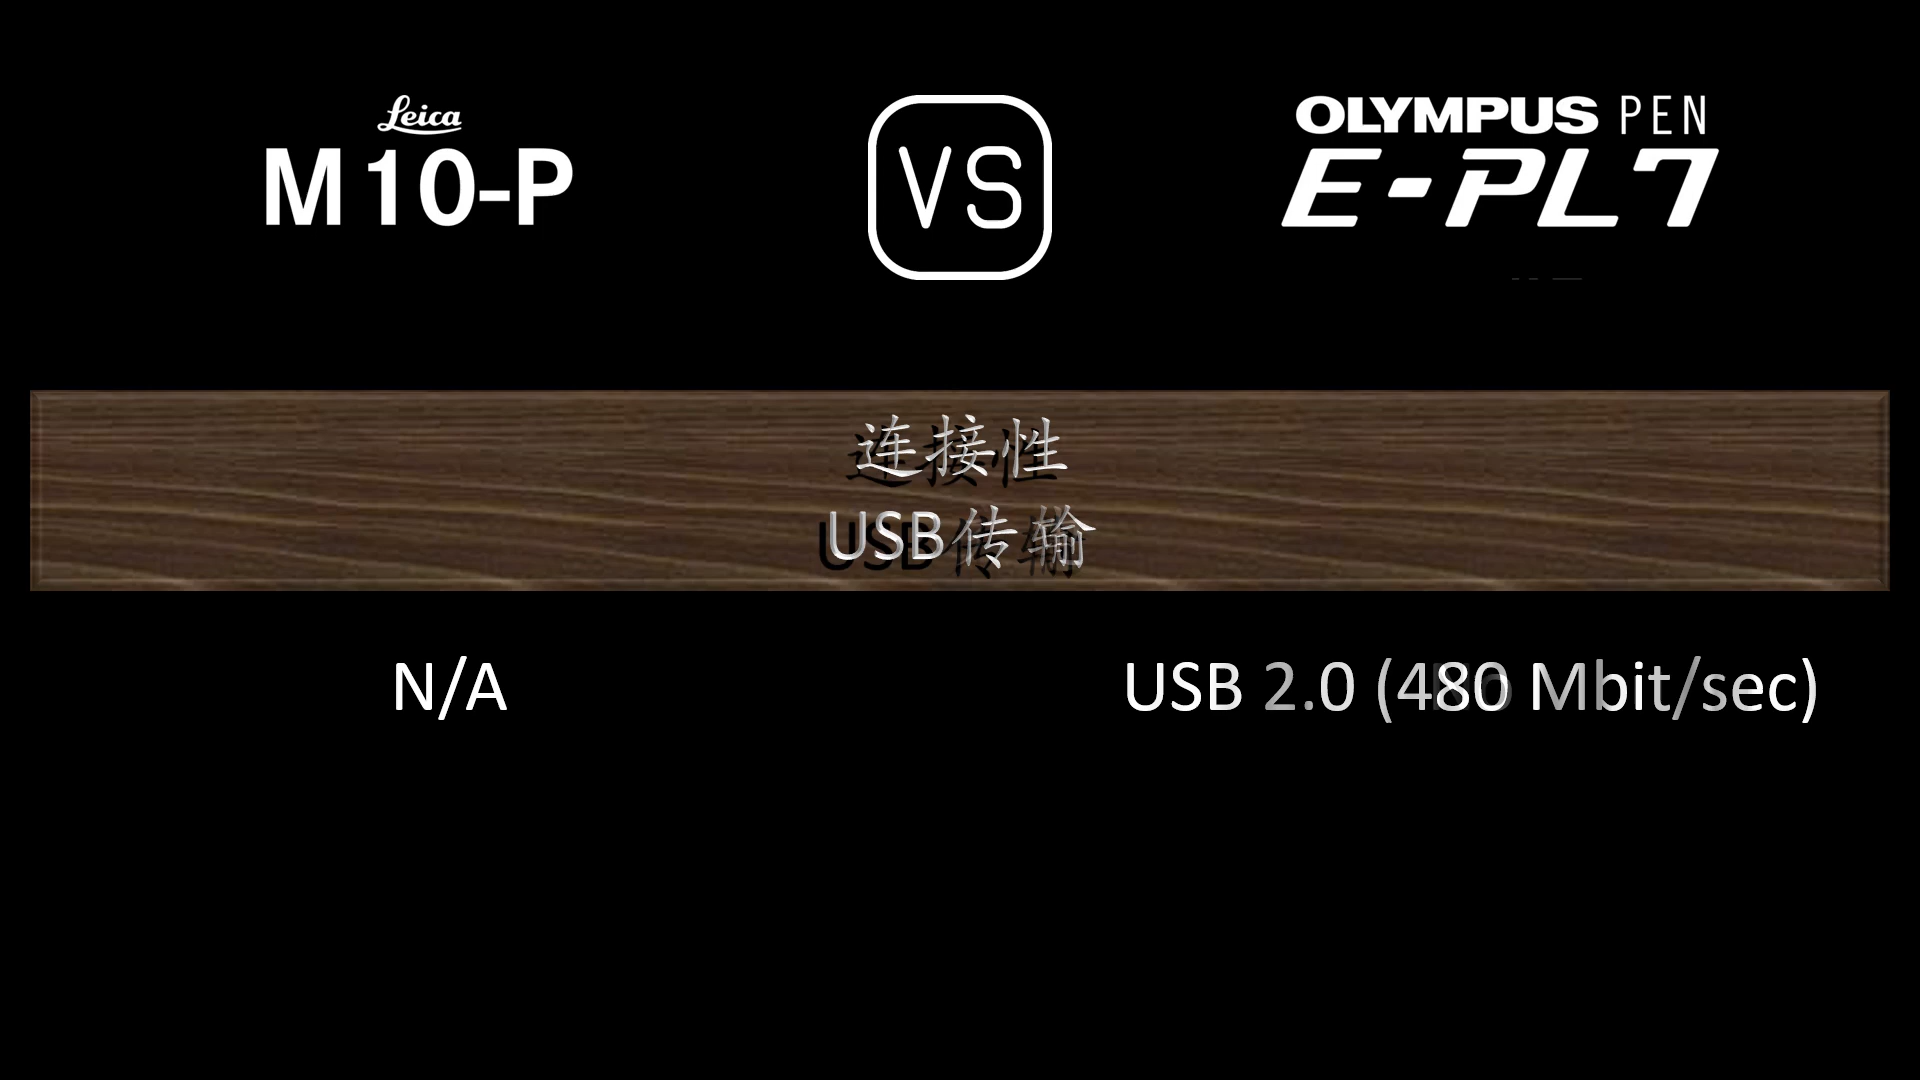 Leica
M10-P
VS
OLYMPUS PEN
E-PL7
连接性
USB传输
N/A
USB 2.0 (480 Mbit/sec)